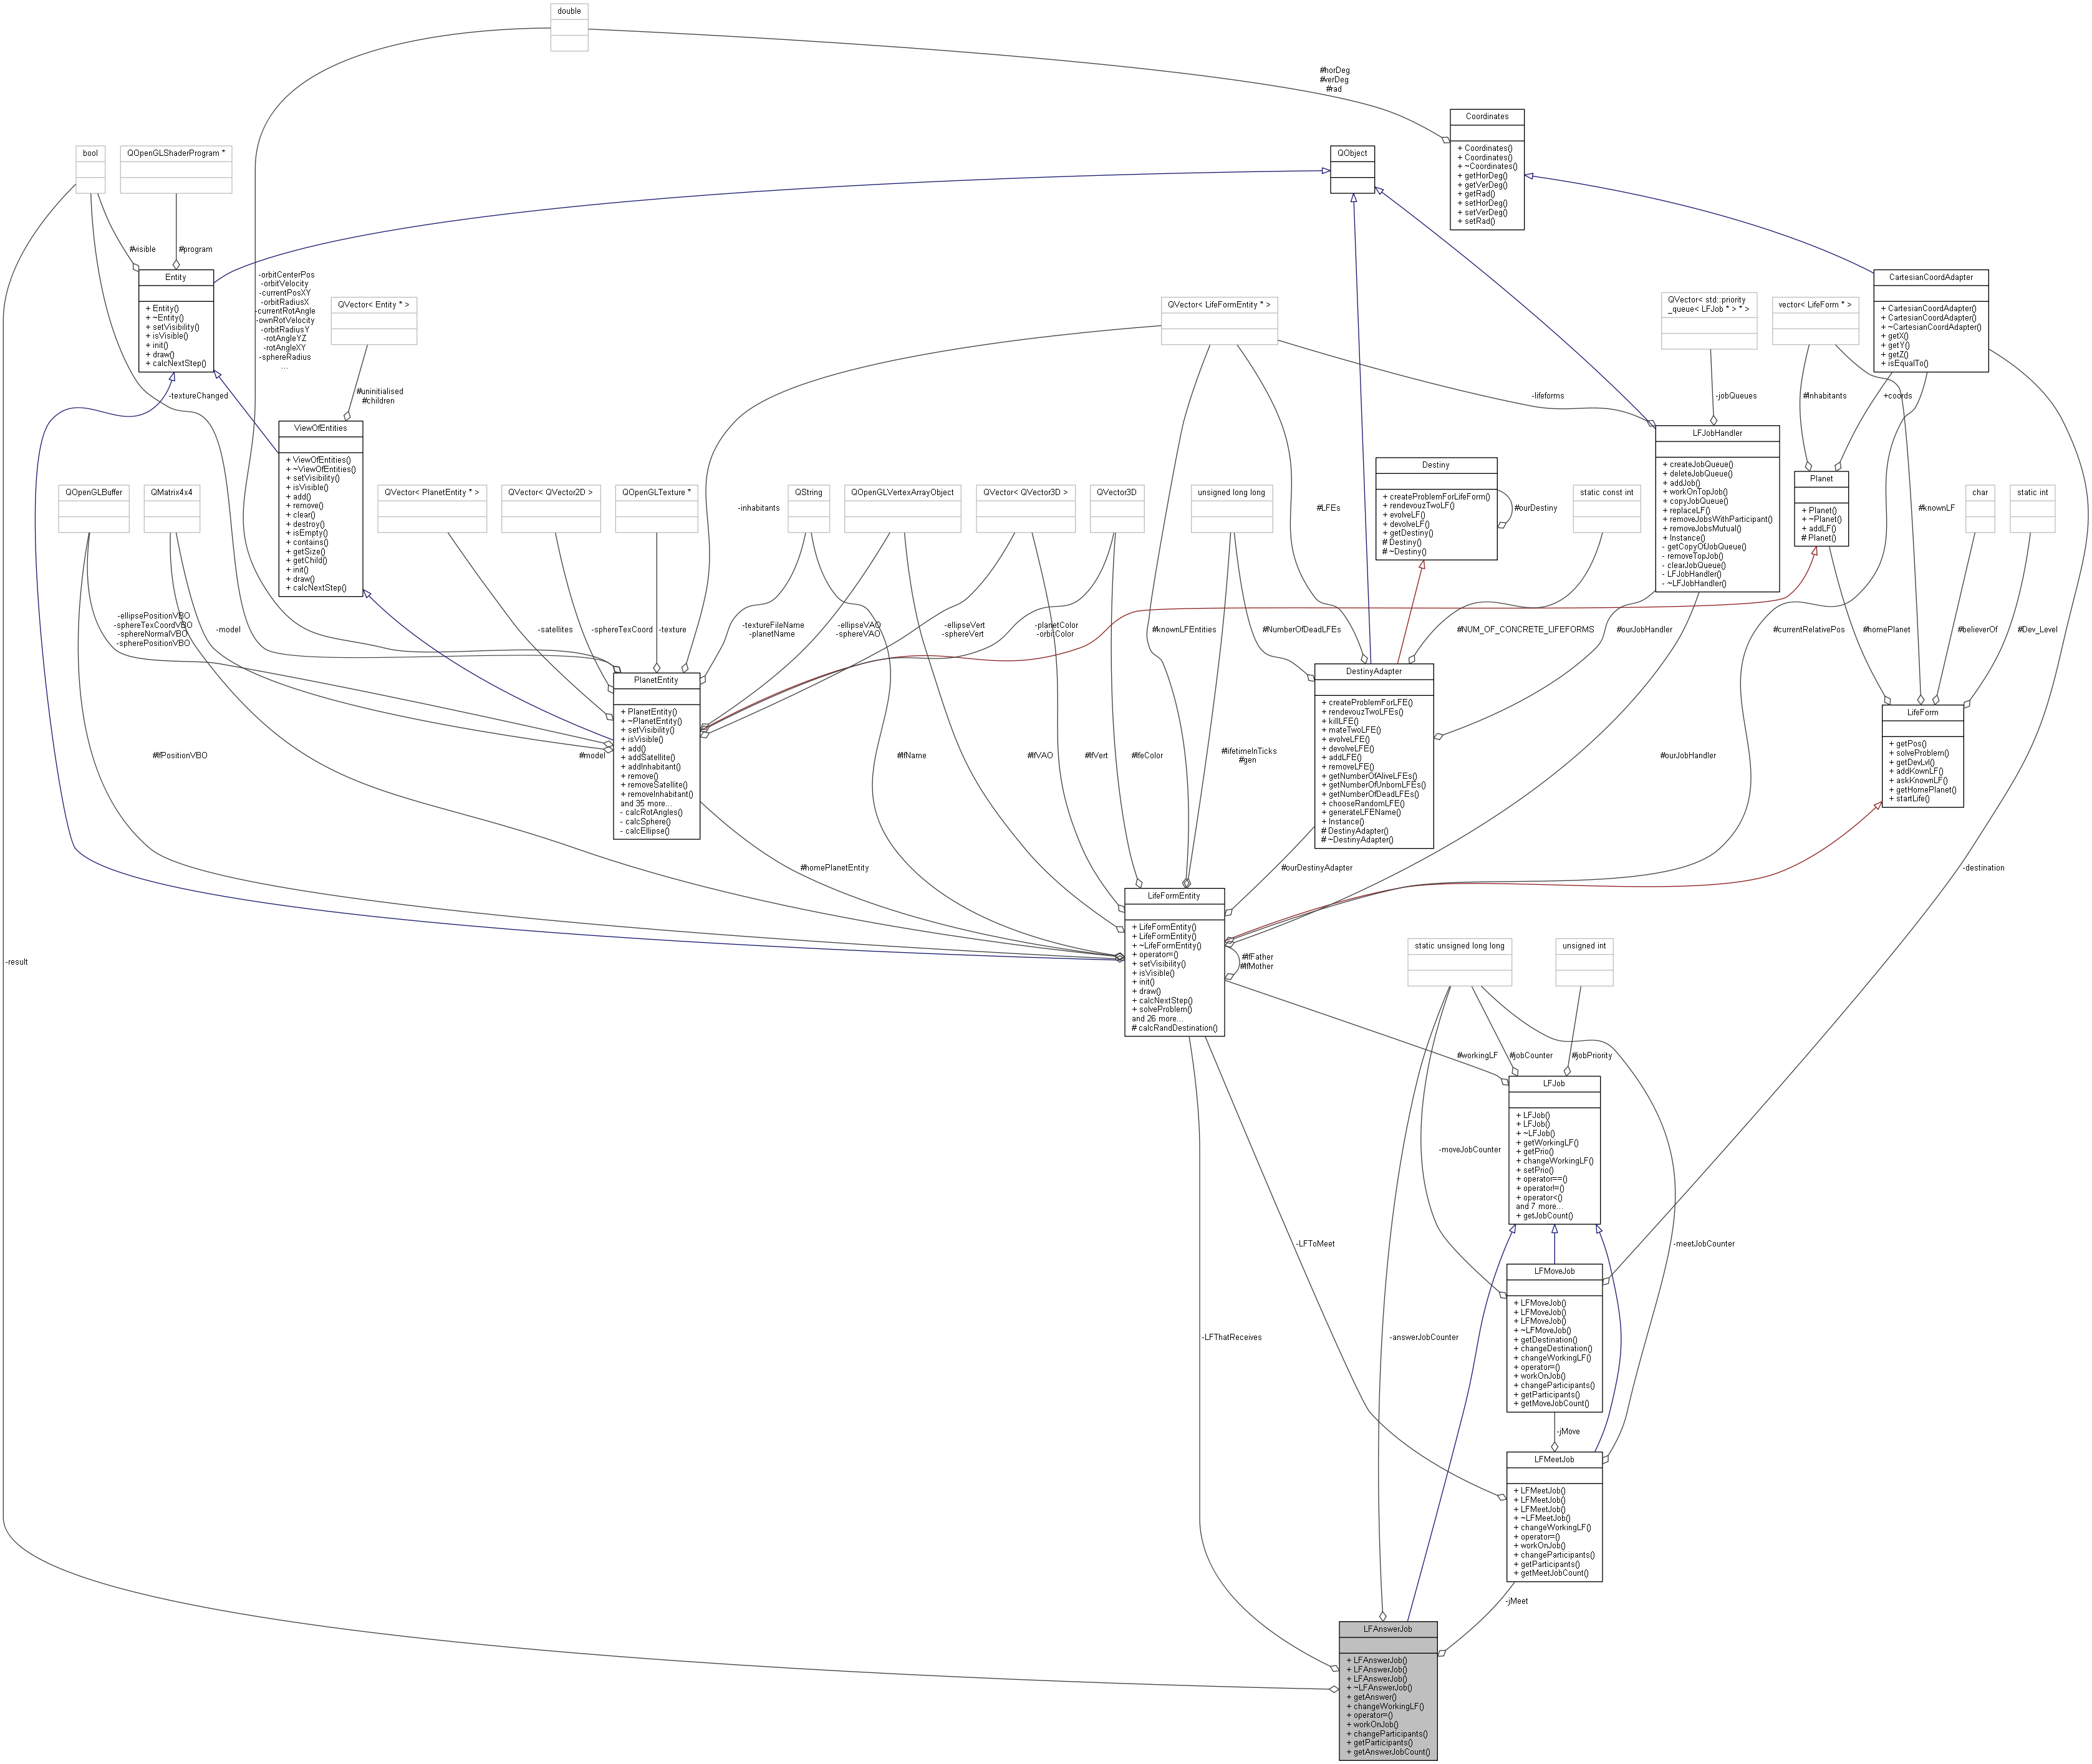 double
#horDeg
#verDeg
#rad
Coordinates
+ Coordinates()
+ Coordinates()
+ ~Coordinates()
+ getHorDeg()
+ getVerDeg()
+ getRad()
+ setHorDeg()
+ setVerDeg()
+ setRad()
bool
QOpenGLShaderProgram *
QObject
#visible
#program
Entity
+ Entity()
+ ~Entity()
+ setVisibility()
+ isVisible()
+ init()
+ draw()
+ calcNextStep()
-orbitCenterPos
-orbitVelocity
-currentPosXY
-orbitRadiusX
-currentRotAngle
-ownRotVelocity
-orbitRadiusY
-rotAngleYZ
-rotAngleXY
-sphereRadius
...
QVector< Entity * >
QVector< LifeFormEntity * >
QVector< std::priority
_queue< LFJob * > * >
vector< LifeForm * >
CartesianCoordAdapter
+ CartesianCoordAdapter()
+ CartesianCoordAdapter()
+ ~CartesianCoordAdapter()
+ getX()
+ getY()
+ getZ()
+ isEqualTo()
-textureChanged
#uninitialised
#children
-lifeforms
-jobQueues
#Inhabitants
+coords
ViewOfEntities
+ ViewOfEntities()
+ ~ViewOfEntities()
+ setVisibility()
+ isVisible()
+ add()
+ remove()
+ clear()
+ destroy()
+ isEmpty()
+ contains()
+ getSize()
+ getChild()
+ init()
+ draw()
+ calcNextStep()
LFJobHandler
+ createJobQueue()
+ deleteJobQueue()
+ addJob()
+ workOnTopJob()
+ copyJobQueue()
+ replaceLF()
+ removeJobsWithParticipant()
+ removeJobsMutual()
+ Instance()
- getCopyOfJobQueue()
- removeTopJob()
- clearJobQueue()
- LFJobHandler()
- ~LFJobHandler()
Destiny
+ createProblemForLifeForm()
+ rendevouzTwoLF()
+ evolveLF()
+ devolveLF()
+ getDestiny()
# Destiny()
# ~Destiny()
#ourDestiny
Planet
+ Planet()
+ ~Planet()
+ addLF()
# Planet()
QOpenGLBuffer
QMatrix4x4
QVector< PlanetEntity * >
QVector< QVector2D >
QOpenGLTexture *
-inhabitants
QString
QOpenGLVertexArrayObject
QVector< QVector3D >
QVector3D
unsigned long long
#LFEs
static const int
#knownLF
char
static int
-ellipsePositionVBO
-sphereTexCoordVBO
-sphereNormalVBO
-spherePositionVBO
-model
-satellites
-sphereTexCoord
-texture
-textureFileName
-planetName
-ellipseVAO
-sphereVAO
-ellipseVert
-sphereVert
-planetColor
-orbitColor
#knownLFEntities
#NumberOfDeadLFEs
#NUM_OF_CONCRETE_LIFEFORMS
#ourJobHandler
#currentRelativePos
#homePlanet
#believerOf
#Dev_Level
PlanetEntity
+ PlanetEntity()
+ ~PlanetEntity()
+ setVisibility()
+ isVisible()
+ add()
+ addSatellite()
+ addInhabitant()
+ remove()
+ removeSatellite()
+ removeInhabitant()
and 35 more...
- calcRotAngles()
- calcSphere()
- calcEllipse()
DestinyAdapter
+ createProblemForLFE()
+ rendevouzTwoLFEs()
+ killLFE()
+ mateTwoLFE()
+ evolveLFE()
+ devolveLFE()
+ addLFE()
+ removeLFE()
+ getNumberOfAliveLFEs()
+ getNumberOfUnbornLFEs()
+ getNumberOfDeadLFEs()
+ chooseRandomLFE()
+ generateLFEName()
+ Instance()
# DestinyAdapter()
# ~DestinyAdapter()
LifeForm
+ getPos()
+ solveProblem()
+ getDevLvl()
+ addKownLF()
+ askKnownLF()
+ getHomePlanet()
+ startLife()
#lfPositionVBO
#model
#lfName
#lfVAO
#lfVert
#lfeColor
#lifetimeInTicks
#gen
#ourJobHandler
#homePlanetEntity
#ourDestinyAdapter
-destination
LifeFormEntity
+ LifeFormEntity()
+ LifeFormEntity()
+ ~LifeFormEntity()
+ operator=()
+ setVisibility()
+ isVisible()
+ init()
+ draw()
+ calcNextStep()
+ solveProblem()
and 26 more...
# calcRandDestination()
#lfFather
#lfMother
-result
static unsigned long long
unsigned int
#workingLF
#jobCounter
#jobPriority
LFJob
+ LFJob()
+ LFJob()
+ ~LFJob()
+ getWorkingLF()
+ getPrio()
+ changeWorkingLF()
+ setPrio()
+ operator==()
+ operator!=()
+ operator<()
and 7 more...
+ getJobCount()
-moveJobCounter
-LFToMeet
-meetJobCounter
LFMoveJob
+ LFMoveJob()
+ LFMoveJob()
+ LFMoveJob()
+ ~LFMoveJob()
+ getDestination()
+ changeDestination()
+ changeWorkingLF()
+ operator=()
+ workOnJob()
+ changeParticipants()
+ getParticipants()
+ getMoveJobCount()
-LFThatReceives
-answerJobCounter
-jMove
LFMeetJob
+ LFMeetJob()
+ LFMeetJob()
+ LFMeetJob()
+ ~LFMeetJob()
+ changeWorkingLF()
+ operator=()
+ workOnJob()
+ changeParticipants()
+ getParticipants()
+ getMeetJobCount()
-jMeet
LFAnswerJob
+ LFAnswerJob()
+ LFAnswerJob()
+ LFAnswerJob()
+ ~LFAnswerJob()
+ getAnswer()
+ changeWorkingLF()
+ operator=()
+ workOnJob()
+ changeParticipants()
+ getParticipants()
+ getAnswerJobCount()